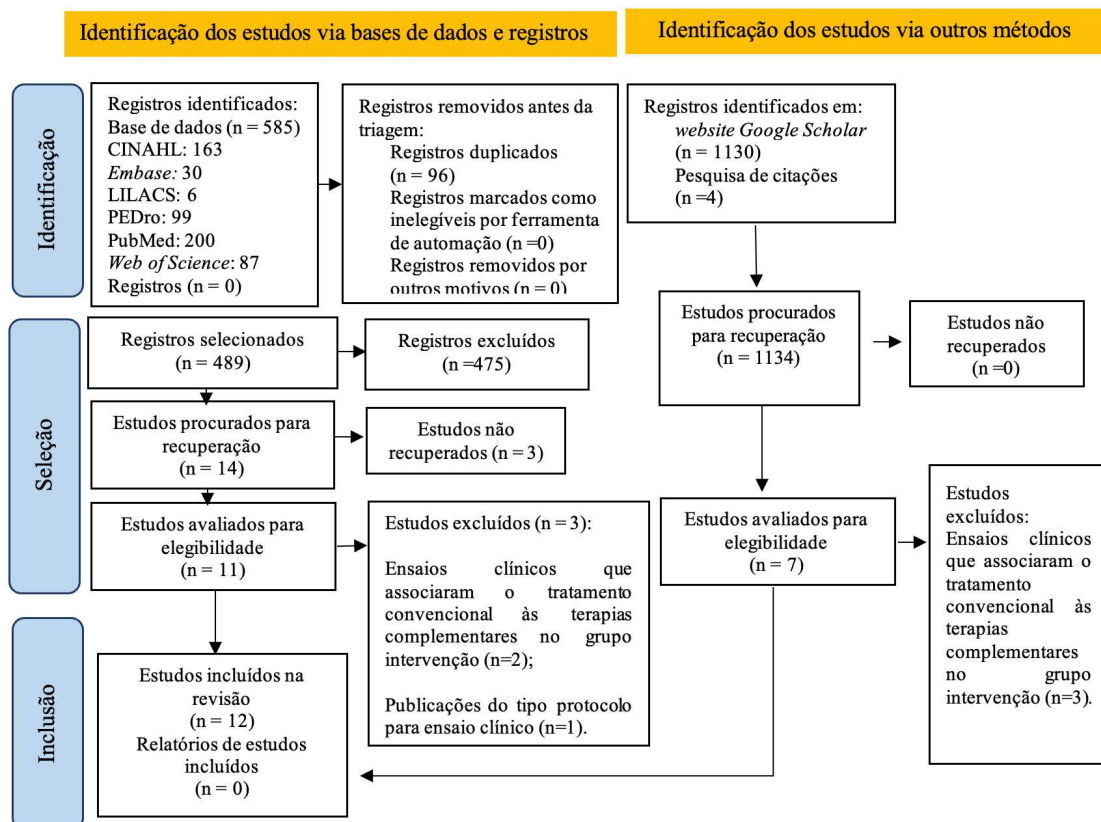 Identificação dos estudos via bases de dados e registros
Identificação dos estudos via outros métodos
Identificação
Registros identificados:
Base de dados (n = 585)
CINAHL: 163
Embase: 30
LILACS: 6
PEDro: 99
PubMed: 200
Web of Science: 87
Registros (n = 0)
Registros removidos antes da
triagem:
Registros duplicados
(n = 96)
Registros marcados como
inelegíveis por ferramenta
de automação (n =0)
Registros removidos por
outros motivos (n = 0)
Registros identificados em:
website Google Scholar
(n = 1130)
Pesquisa de citações
(n =4)
Seleção
Registros selecionados
(n = 489)
Registros excluídos
(n =475)
Estudos procurados
para recuperação
(n = 1134)
Estudos não
recuperados
(n =0)
Estudos procurados para
recuperação
(n = 14)
Estudos não
recuperados (n = 3)
Estudos avaliados para
elegibilidade
(n = 11)
Estudos excluídos (n = 3):
Ensaios clínicos que
associaram o tratamento
convencional às terapias
complementares no grupo
intervenção (n=2);
Publicações do tipo protocolo
para ensaio clínico (n=1).
Estudos avaliados para
elegibilidade
(n = 7)
Estudos
excluídos:
Ensaios clínicos
que associaram o
tratamento
convencional às
terapias
complementares
no grupo
intervenção (n=3).
Inclusão
Estudos incluídos na
revisão
(n = 12)
Relatórios de estudos
incluídos
(n = 0)